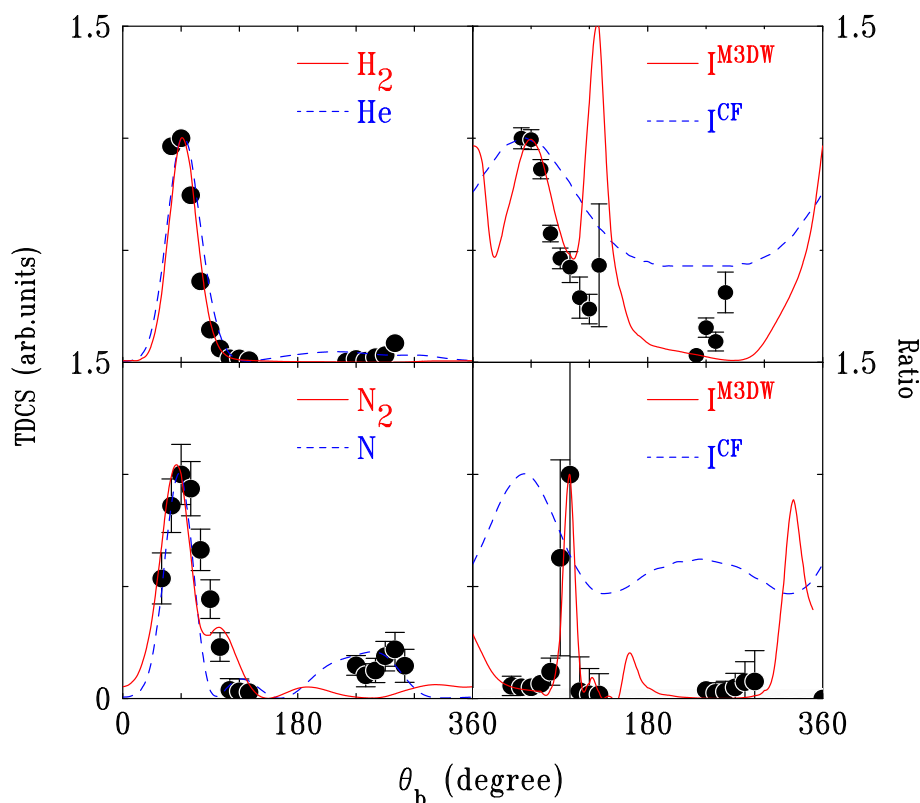 1.5 1.5
H2 I^M3DW
He I^CF
TDCS (arb.units)
Ratio
1.5 1.5
N2 I^M3DW
N I^CF
0
0 180 360 180 360
θb (degree)